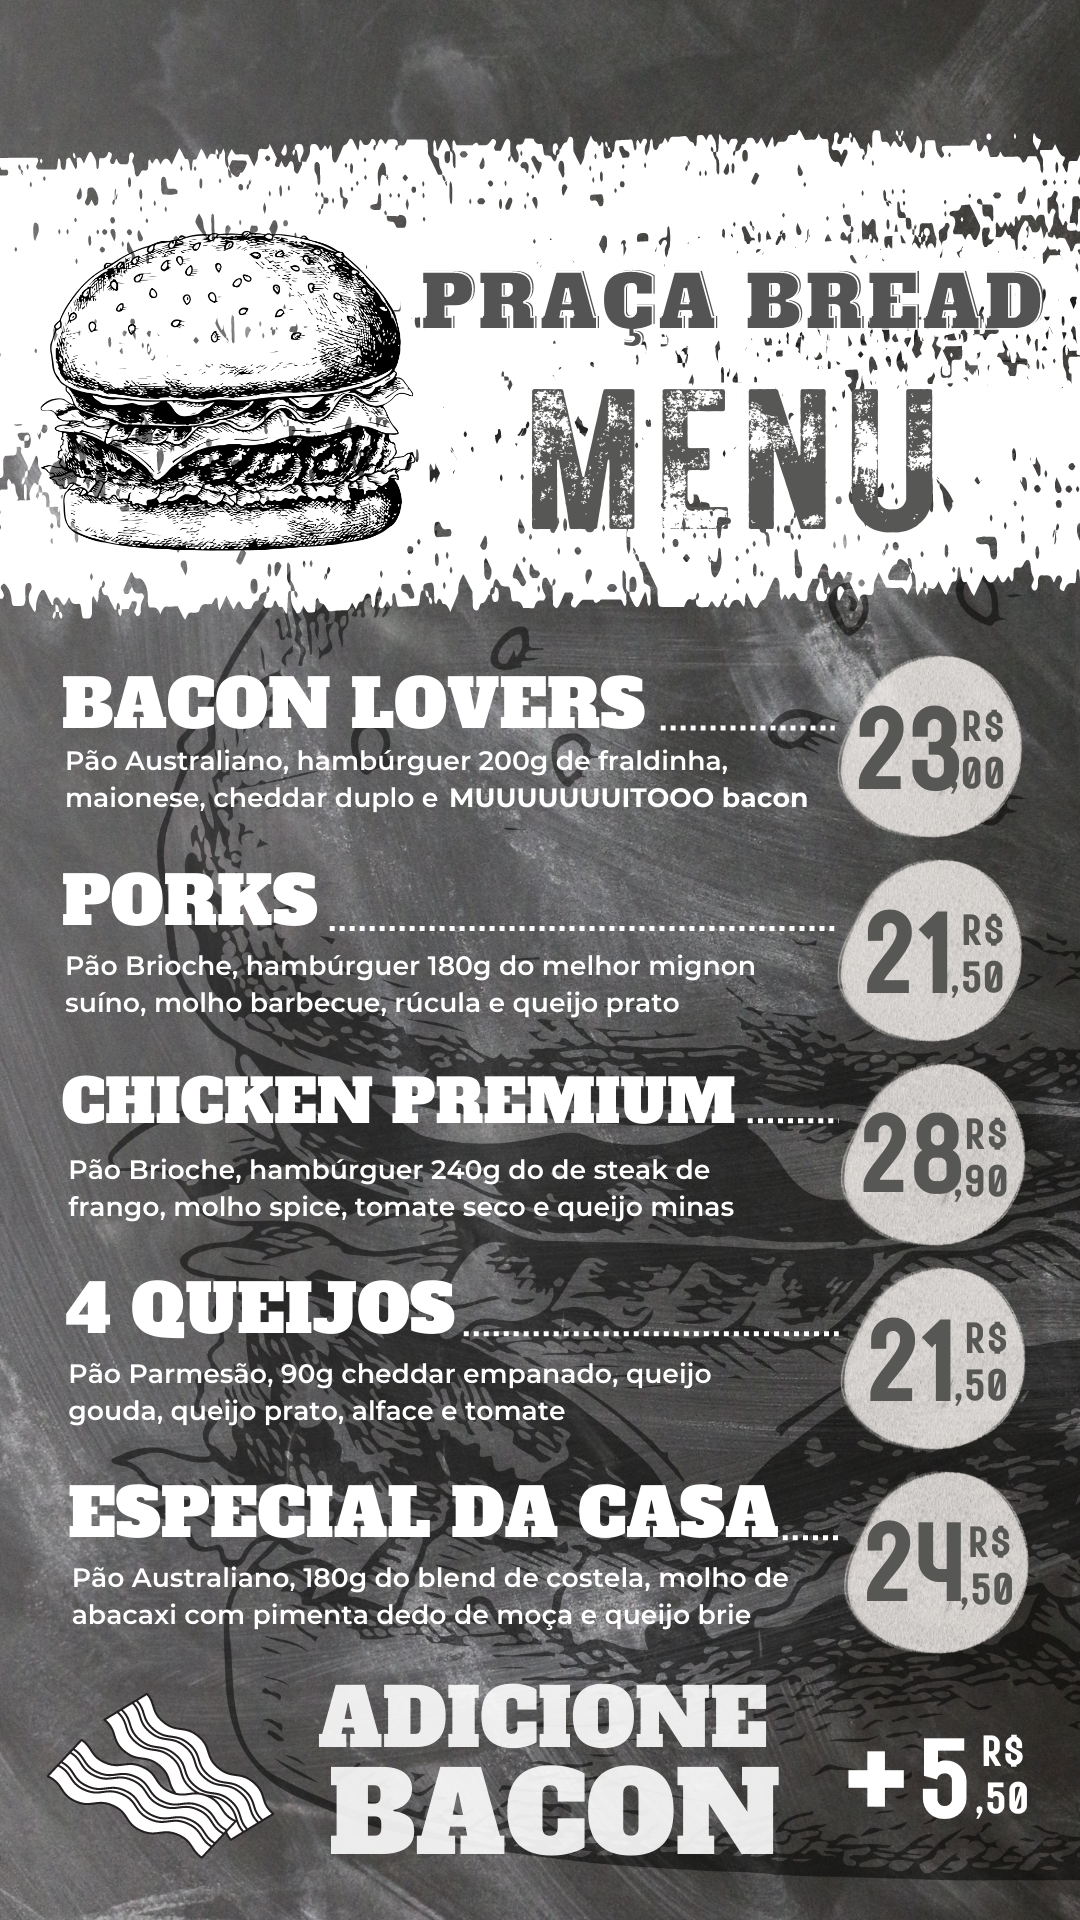 PRAÇA BREAD
MENU
BACON LOVERS
23,00 R$
Pão Australiano, hambúrguer 200g de fraldinha,
maionese, cheddar duplo e MUUUUUUUITOOO bacon
PORKS
21,50 R$
Pão Brioche, hambúrguer 180g do melhor mignon
suíno, molho barbecue, rúcula e queijo prato
CHICKEN PREMIUM
28,90 R$
Pão Brioche, hambúrguer 240g do de steak de
frango, molho spice, tomate seco e queijo minas
4 QUEIJOS
21,50 R$
Pão Parmesão, 90g cheddar empanado, queijo
gouda, queijo prato, alface e tomate
ESPECIAL DA CASA
24,50 R$
Pão Australiano, 180g do blend de costela, molho de
abacaxi com pimenta dedo de moça e queijo brie
ADICIONE
BACON
+5,50 R$